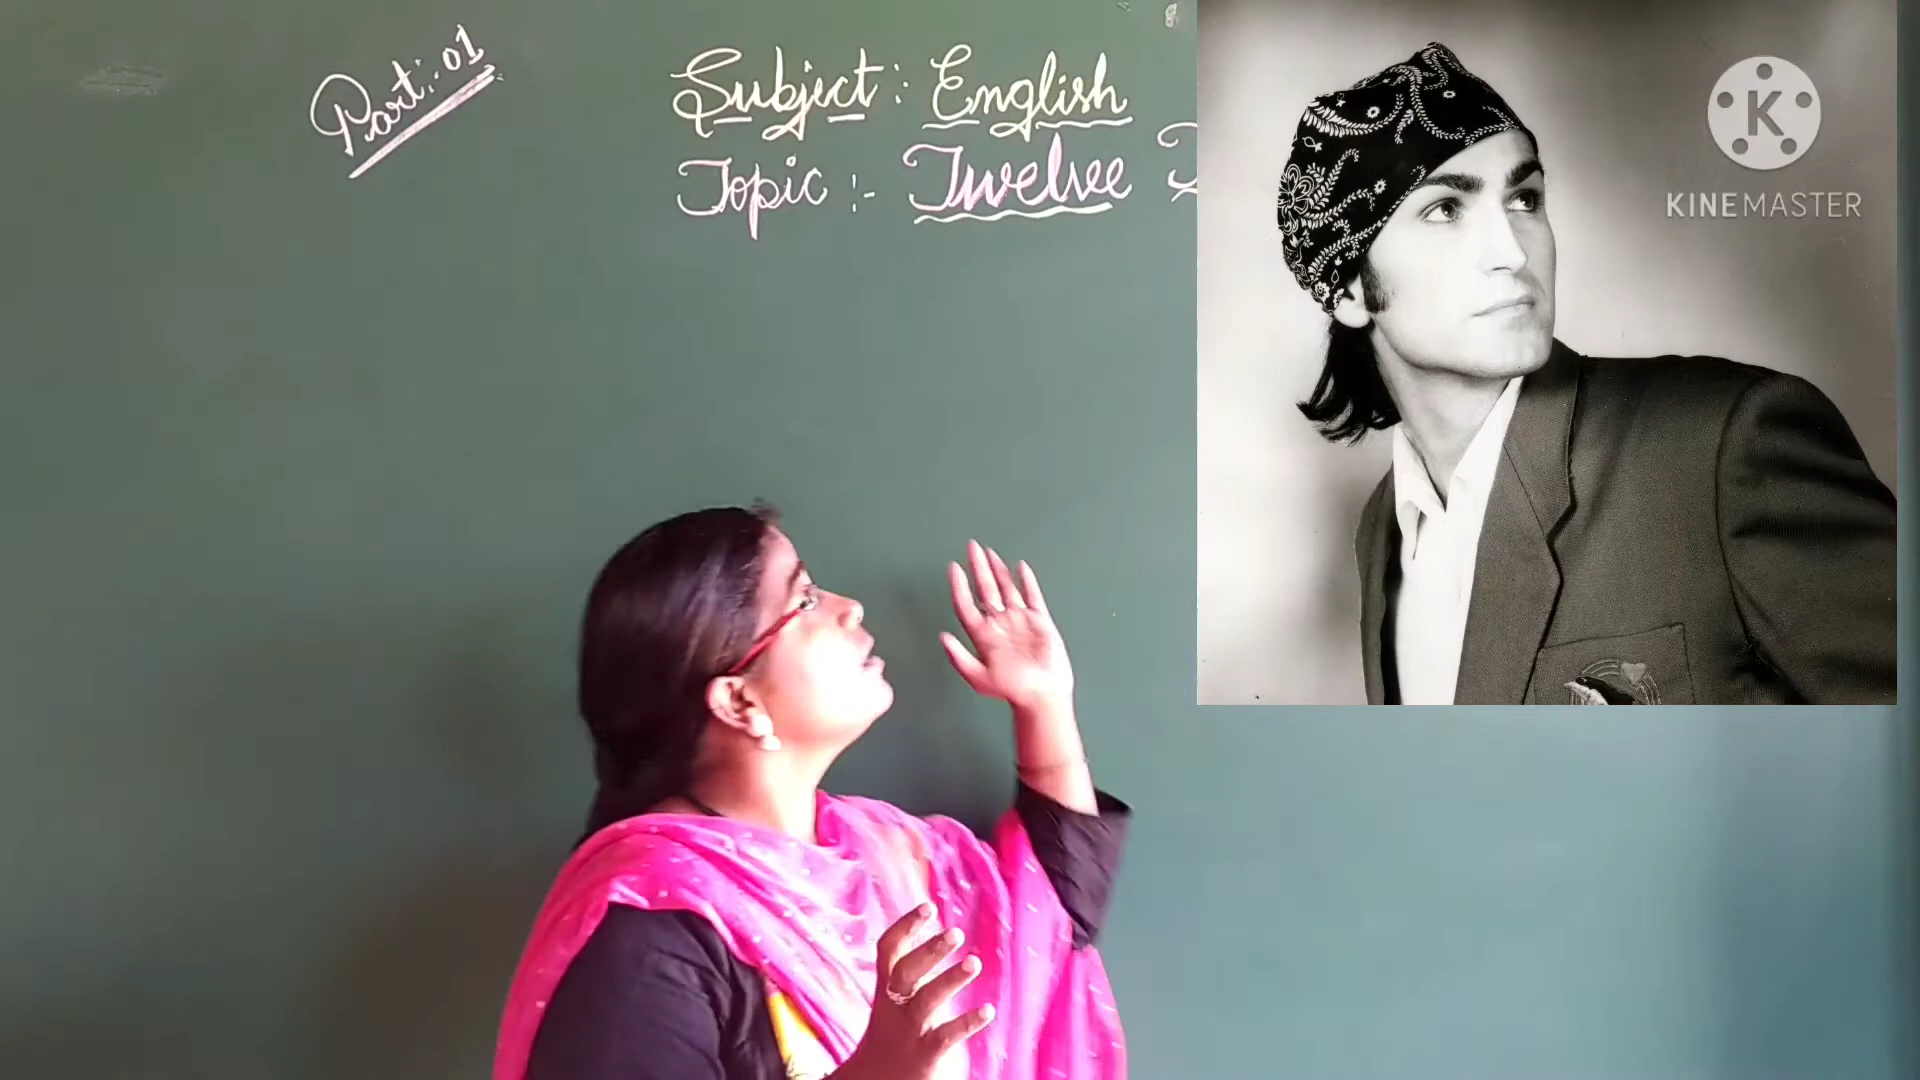 Part:-01
Subject:- English
Topic:- Twelve
K
KINEMASTER